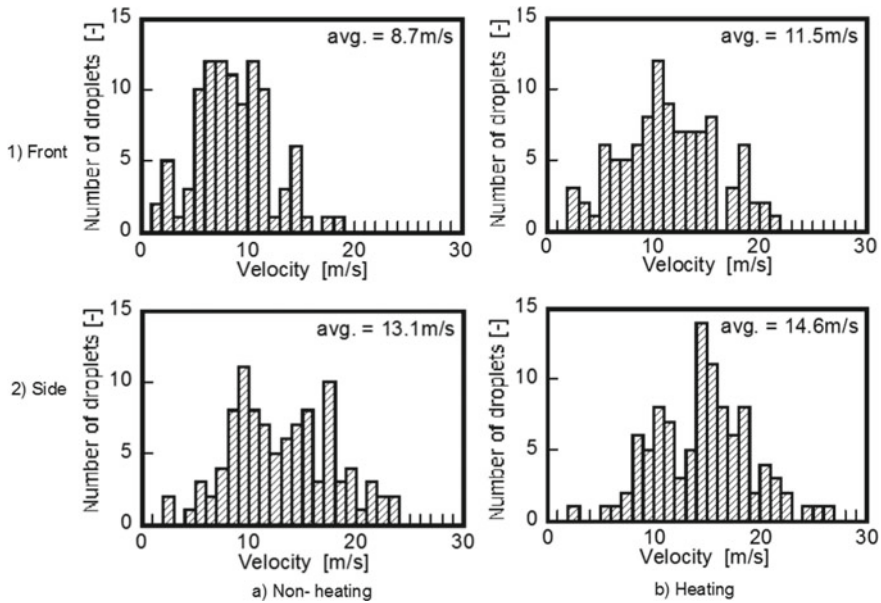 15
avg. = 8.7m/s
10
5
0
Number of droplets [-]
0 10 20 30
Velocity [m/s]
15
avg. = 11.5m/s
10
5
0
Number of droplets [-]
0 10 20 30
Velocity [m/s]
1) Front
15
avg. = 13.1m/s
10
5
0
Number of droplets [-]
0 10 20 30
Velocity [m/s]
15
avg. = 14.6m/s
10
5
0
Number of droplets [-]
0 10 20 30
Velocity [m/s]
2) Side
a) Non- heating
b) Heating